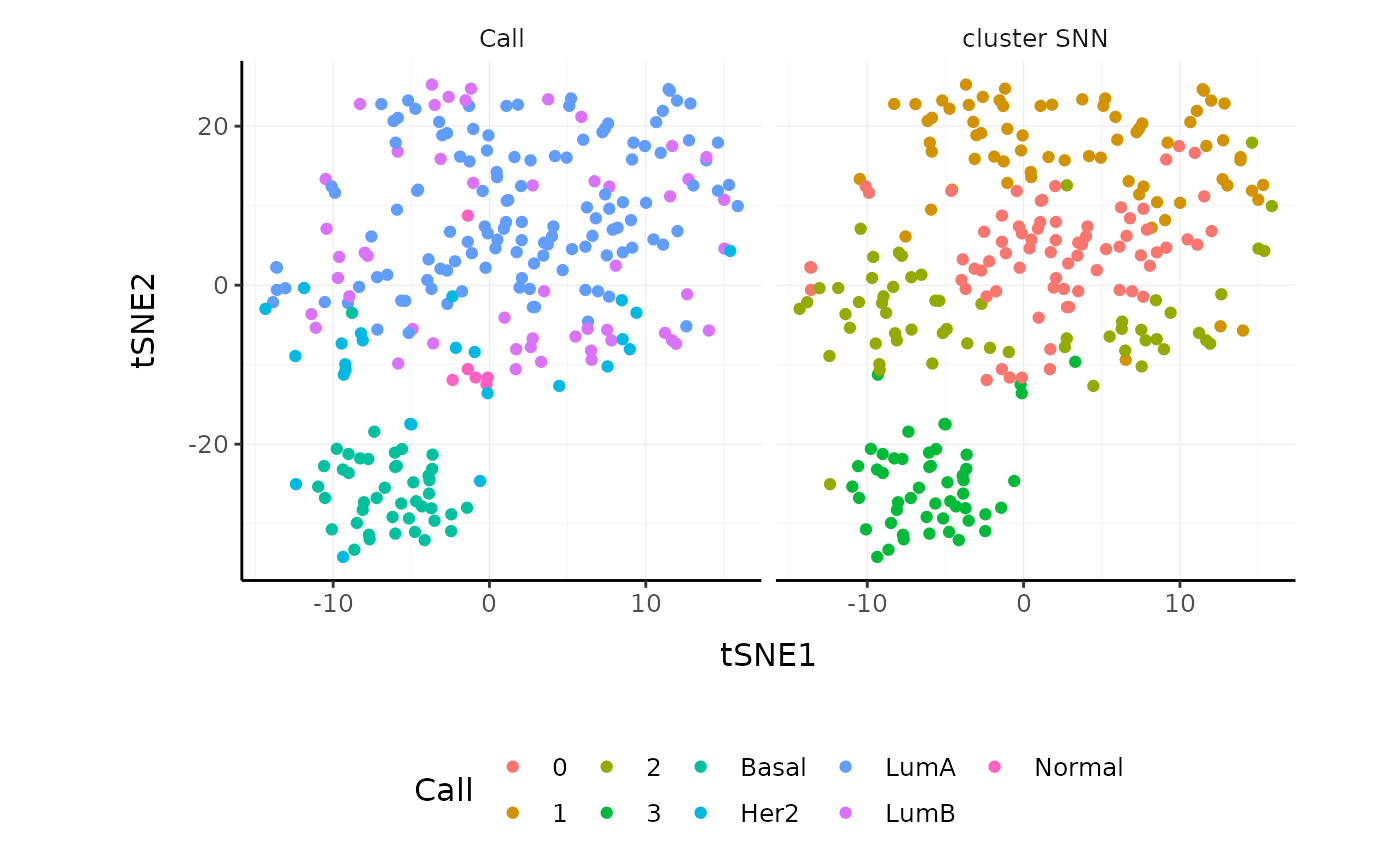 Call cluster SNN
20
0
-20
tSNE2
-10 0 10 -10 0 10
tSNE1
Call
0 2 Basal LumA Normal
1 3 Her2 LumB